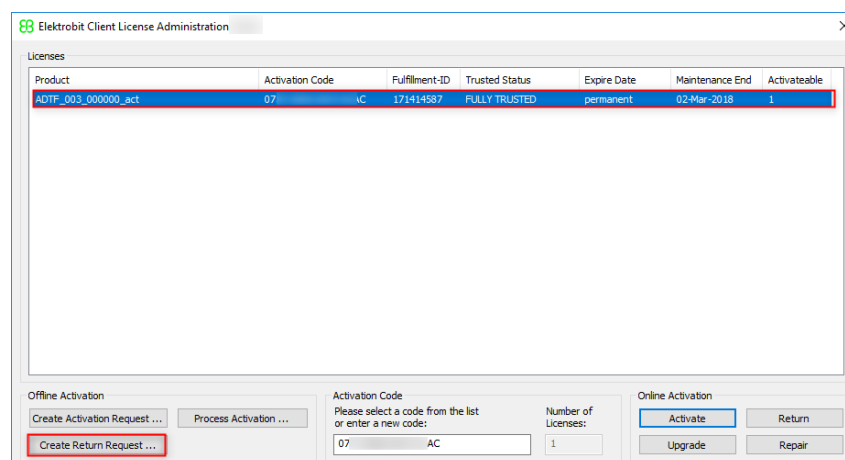 Elektrobit Client License Administration
Licenses
Product Activation Code Fulfillment-ID Trusted Status Expire Date Maintenance End Activateable
ADTF_003_000000_act 07 AC 171414587 FULLY TRUSTED permanent 02-Mar-2018 1
Offline Activation Activation Code Online Activation
Create Activation Request ... Process Activation ... Please select a code from the list Number of Activate Return
or enter a new code: Licenses:
Create Return Request ... 07 AC 1 Upgrade Repair